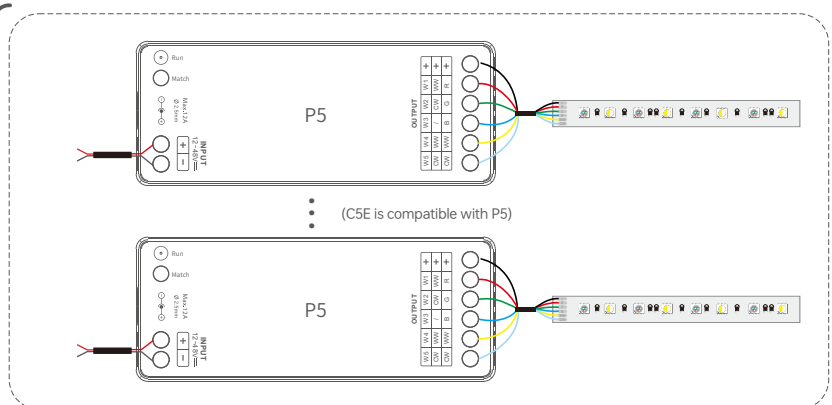 Run
Match
Max.12A
Ø 2.5mm
+
−
INPUT
12~48V
P5
OUTPUT
+ + +
W1 WW R
W2 CW G
W3 / B
W4 WW WW
W5 CW CW
(C5E is compatible with P5)
Run
Match
Max.12A
Ø 2.5mm
+
−
INPUT
12~48V
P5
OUTPUT
+ + +
W1 WW R
W2 CW G
W3 / B
W4 WW WW
W5 CW CW